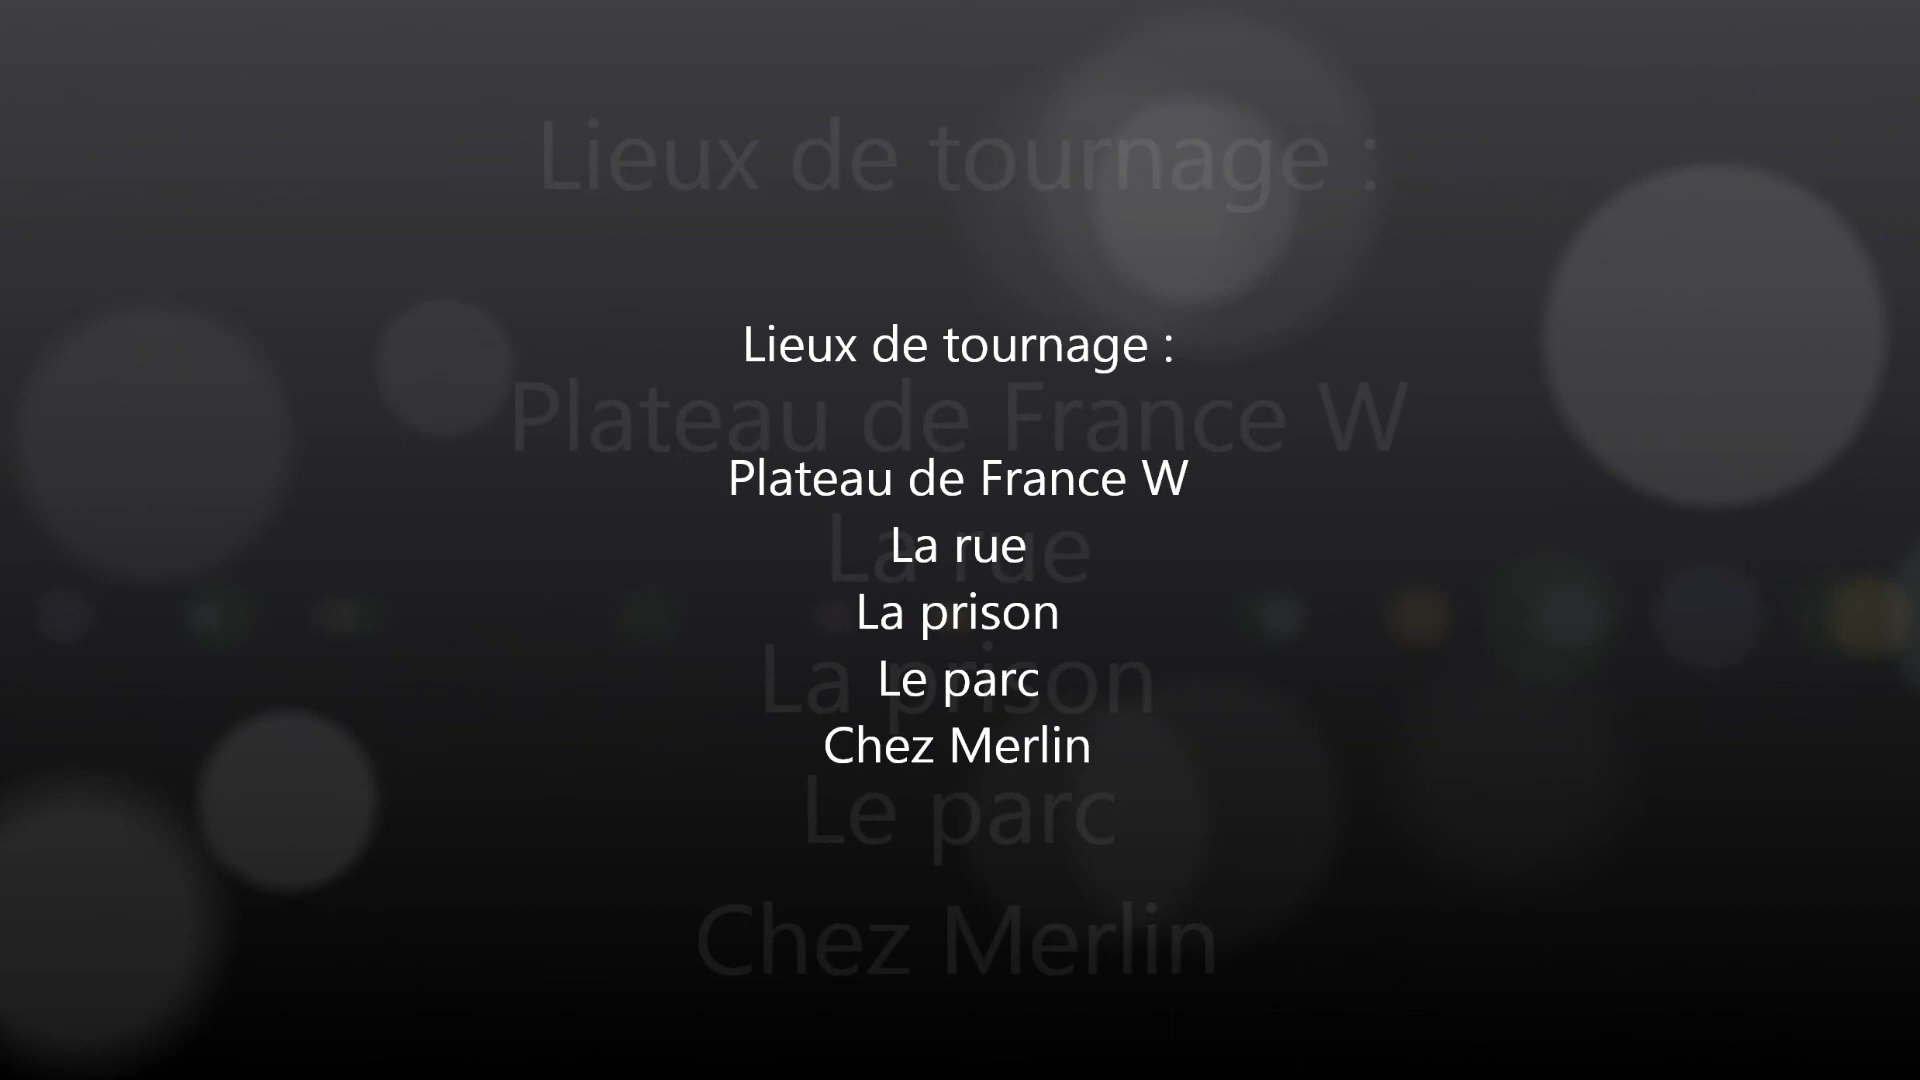 Lieux de tournage :
Plateau de France W
La rue
La prison
Le parc
Chez Merlin